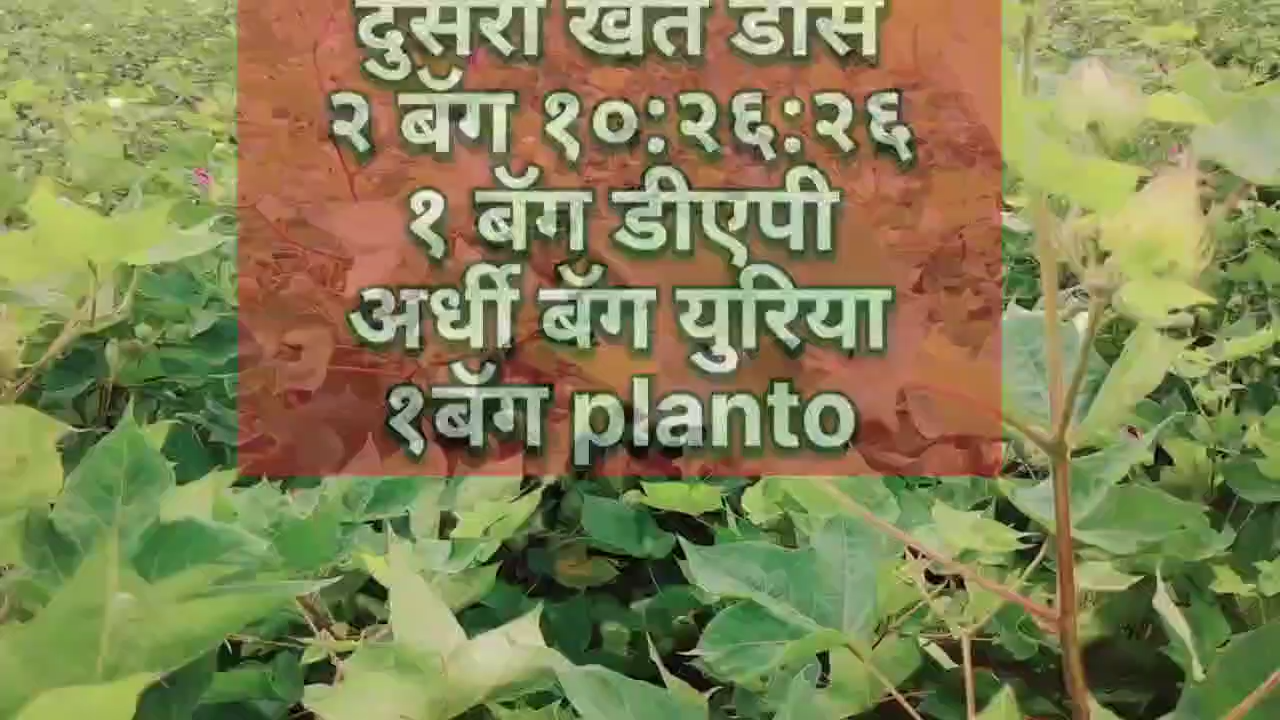 दुसरा खत डोस
२ बॅग १०:२६:२६
१ बॅग डीएपी
अर्धी बॅग युरिया
१बॅग planto